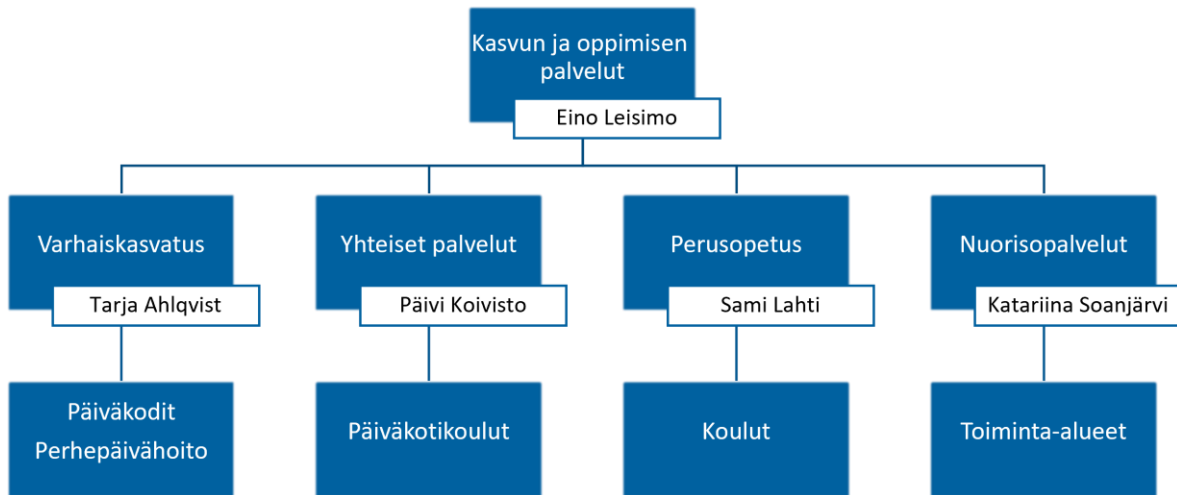 Kasvun ja oppimisen
palvelut
Eino Leisimo
Varhaiskasvatus
Tarja Ahlqvist
Yhteiset palvelut
Päivi Koivisto
Perusopetus
Sami Lahti
Nuorisopalvelut
Katariina Soanjärvi
Päiväkodit
Perhepäivähoito
Päiväkotikoulut
Koulut
Toiminta-alueet